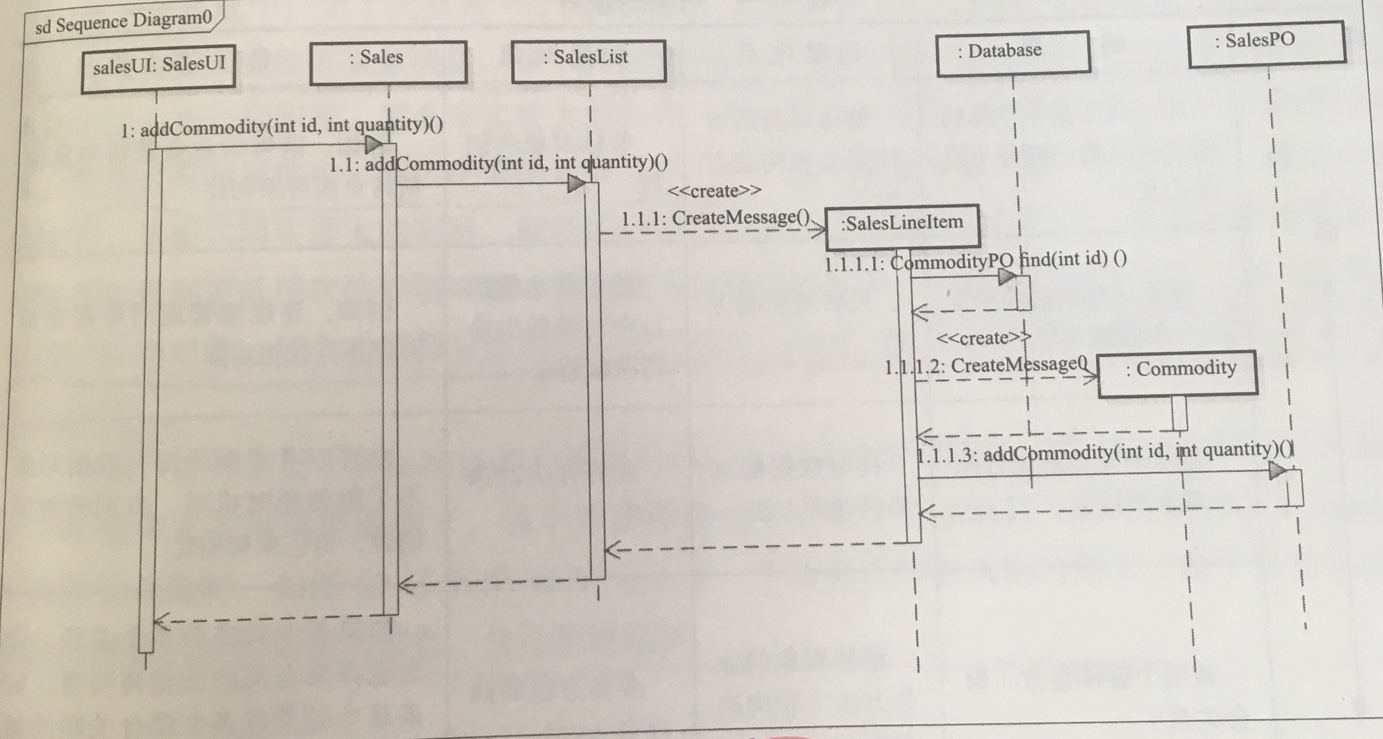 sd Sequence Diagram0
salesUI: SalesUI
: Sales
: SalesList
: Database
: SalesPO
1: addCommodity(int id, int quantity)()
1.1: addCommodity(int id, int quantity)()
<<create>>
1.1.1: CreateMessage()
:SalesLineItem
1.1.1.1: CommodityPO find(int id) ()
<<create>>
1.1.1.2: CreateMessage()
: Commodity
1.1.1.3: addCommodity(int id, int quantity)()